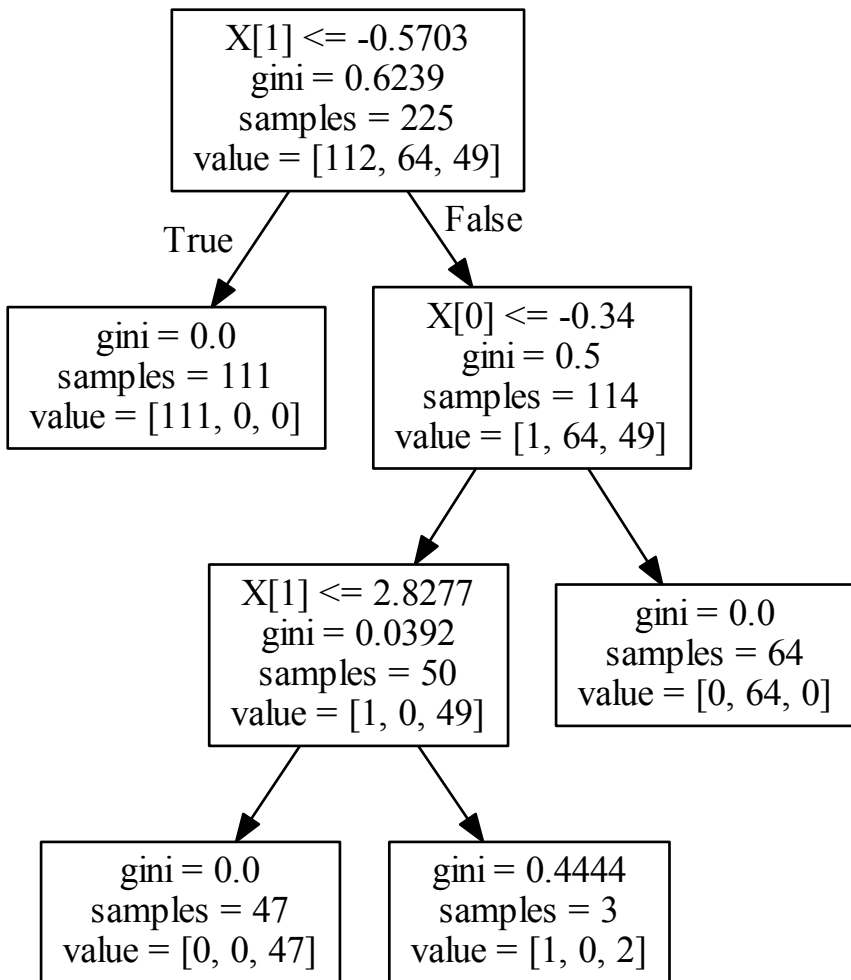 X[1] <= -0.5703
gini = 0.6239
samples = 225
value = [112, 64, 49]
True
False
gini = 0.0
samples = 111
value = [111, 0, 0]
X[0] <= -0.34
gini = 0.5
samples = 114
value = [1, 64, 49]
X[1] <= 2.8277
gini = 0.0392
samples = 50
value = [1, 0, 49]
gini = 0.0
samples = 64
value = [0, 64, 0]
gini = 0.0
samples = 47
value = [0, 0, 47]
gini = 0.4444
samples = 3
value = [1, 0, 2]